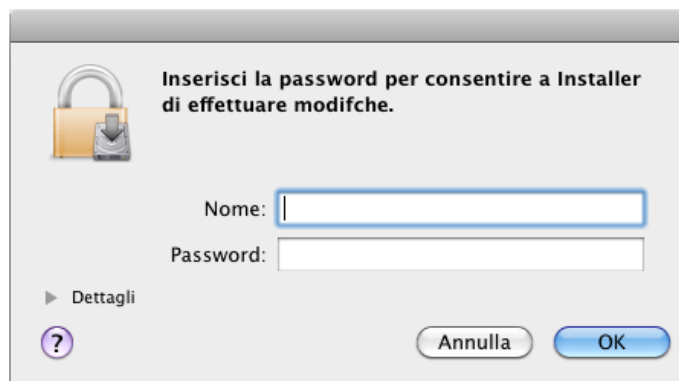 Inserisci la password per consentire a Installer
di effettuare modifche.
Nome:
Password:
Dettagli
?
Annulla
OK